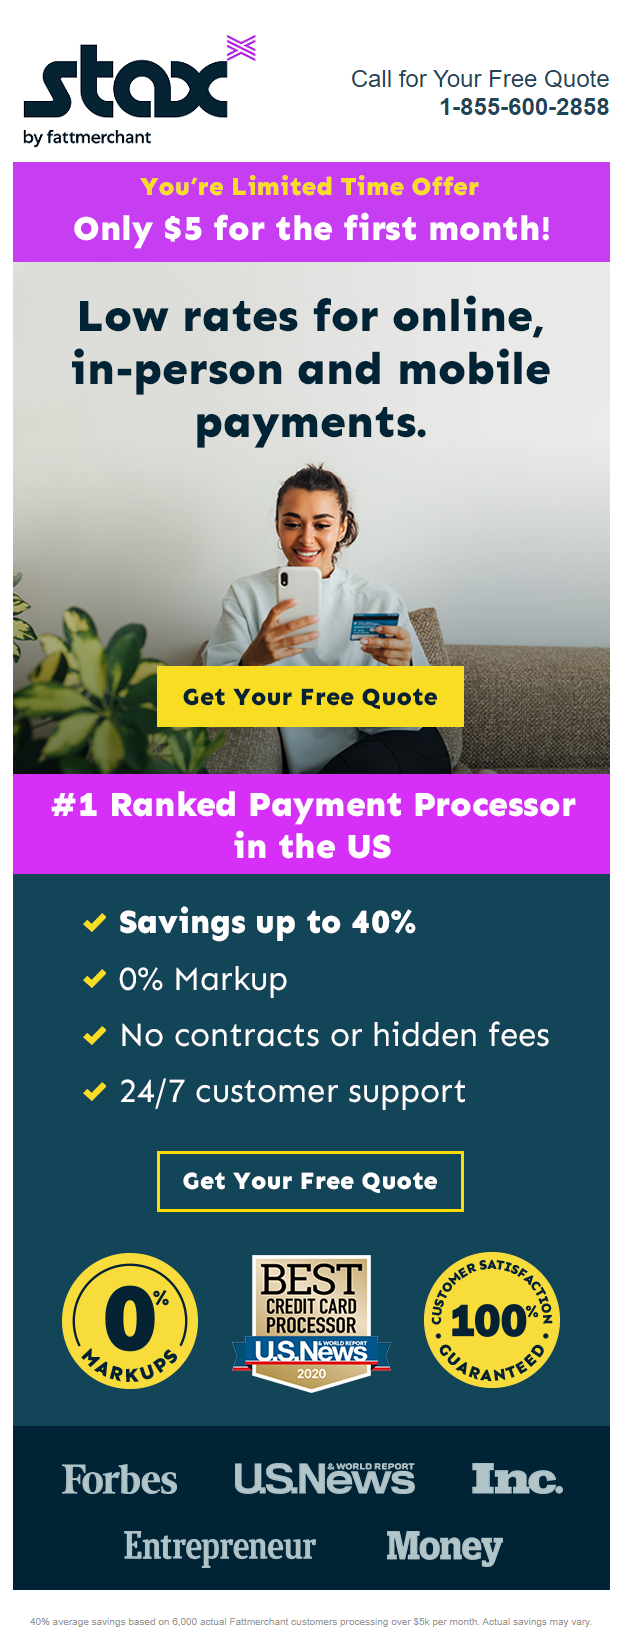 stax
by fattmerchant
Call for Your Free Quote
1-855-600-2858
You're Limited Time Offer
Only $5 for the first month!
Low rates for online,
in-person and mobile
payments.
Get Your Free Quote
#1 Ranked Payment Processor
in the US
Savings up to 40%
0% Markup
No contracts or hidden fees
24/7 customer support
Get Your Free Quote
0%
MARKUPS
BEST
CREDIT CARD
PROCESSOR
U.S. News & WORLD REPORT
2020
CUSTOMER SATISFACTION
100%
GUARANTEED
Forbes
U.S. News & WORLD REPORT
Inc.
Entrepreneur
Money
40% average savings based on 6,000 actual Fattmerchant customers processing over $5k per month. Actual savings may vary.